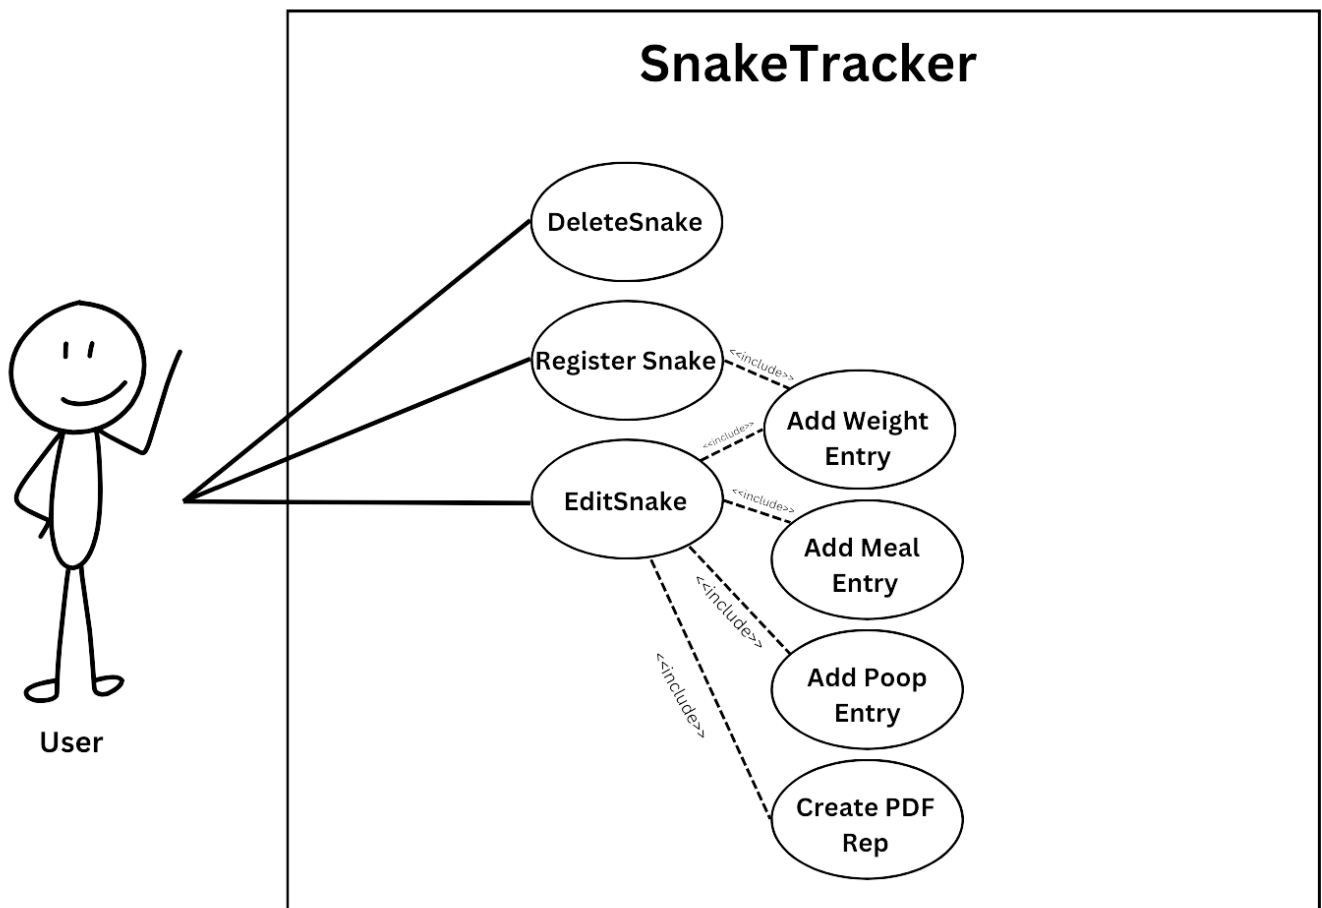 SnakeTracker
DeleteSnake
Register Snake
<<include>>
Add Weight
Entry
<<include>>
EditSnake
<<include>>
Add Meal
Entry
<<include>>
Add Poop
Entry
<<include>>
Create PDF
Rep
User